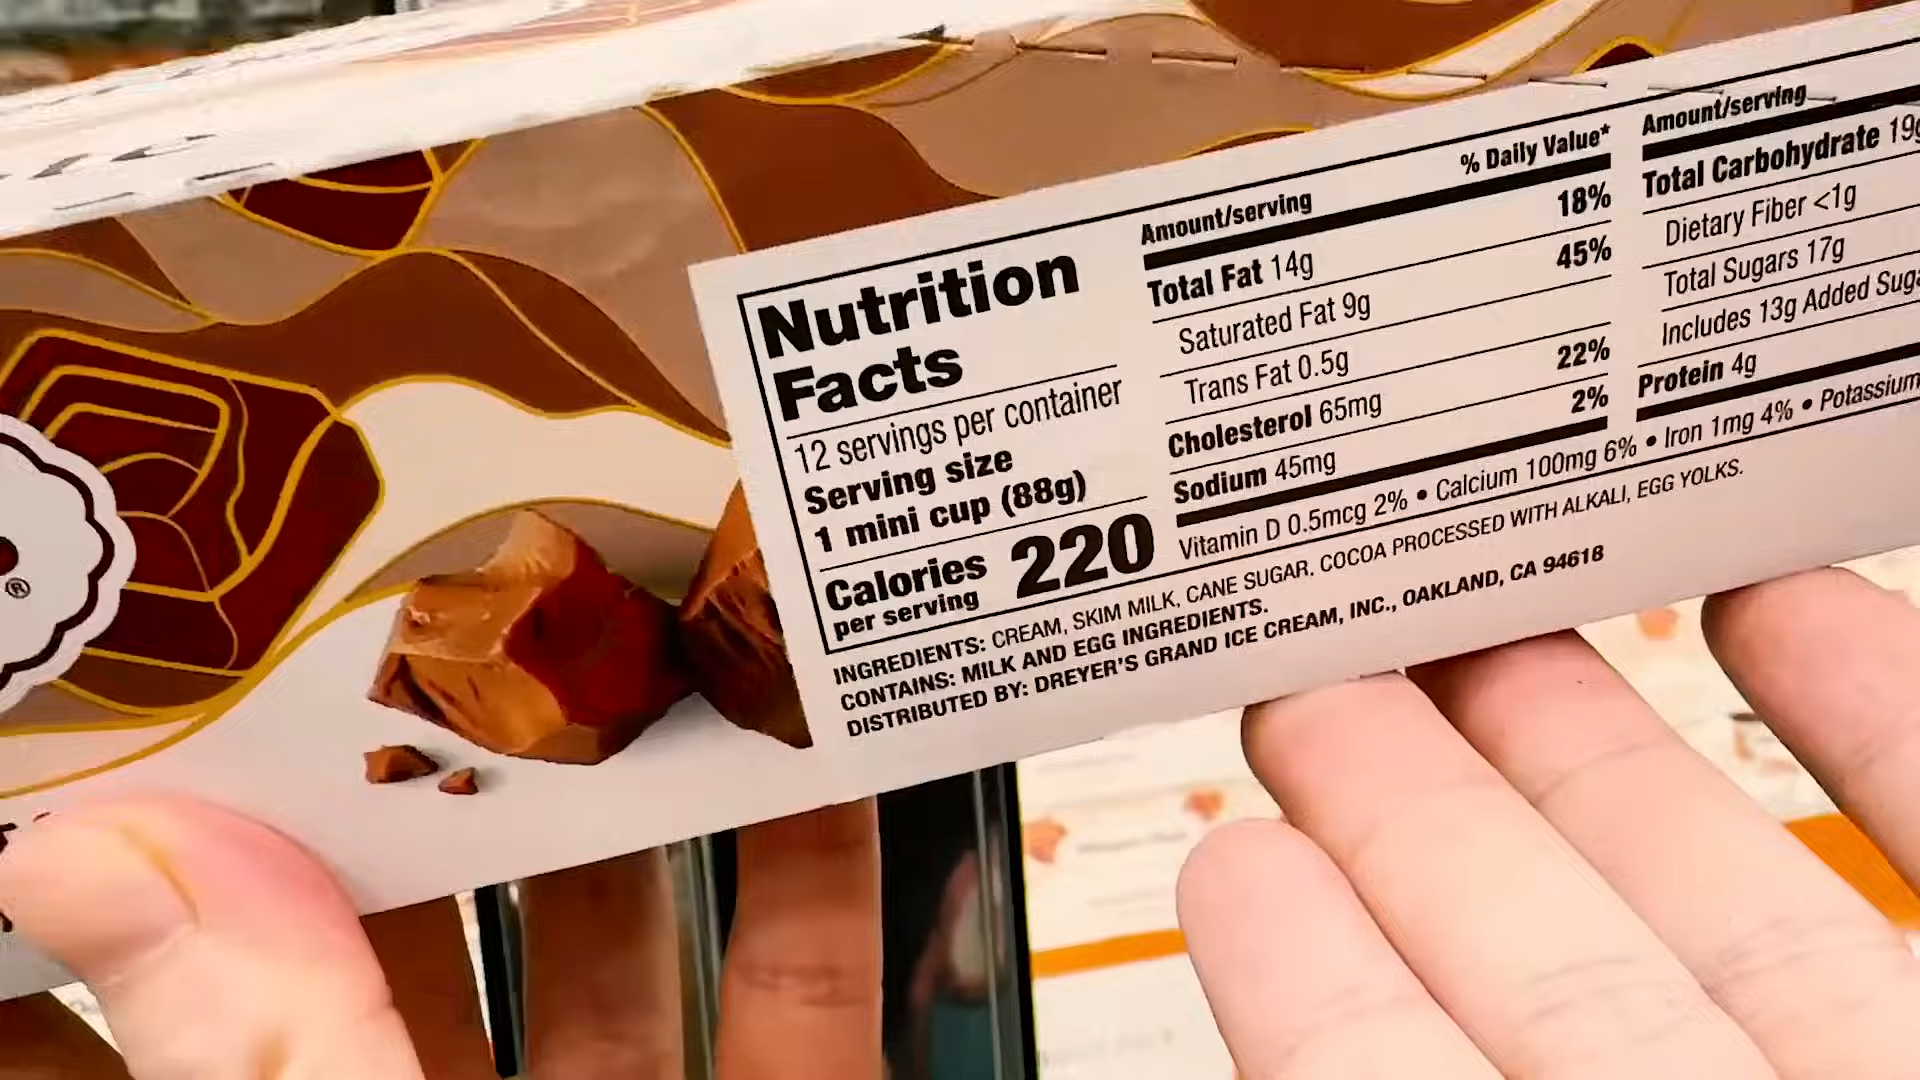 Nutrition
Facts
12 servings per container
Serving size
1 mini cup (88g)
Calories 220
per serving
Amount/serving % Daily Value*
Total Fat 14g 18%
Saturated Fat 9g 45%
Trans Fat 0.5g
Cholesterol 65mg 22%
Sodium 45mg 2%
Amount/serving
Total Carbohydrate 19g
Dietary Fiber <1g
Total Sugars 17g
Includes 13g Added
Protein 4g
Vitamin D 0.5mcg 2% • Calcium 100mg 6% • Iron 1mg 4% • Potassium
INGREDIENTS: CREAM, SKIM MILK, CANE SUGAR, COCOA PROCESSED WITH ALKALI, EGG YOLKS.
CONTAINS: MILK AND EGG INGREDIENTS.
DISTRIBUTED BY: DREYER'S GRAND ICE CREAM, INC., OAKLAND, CA 94618
®